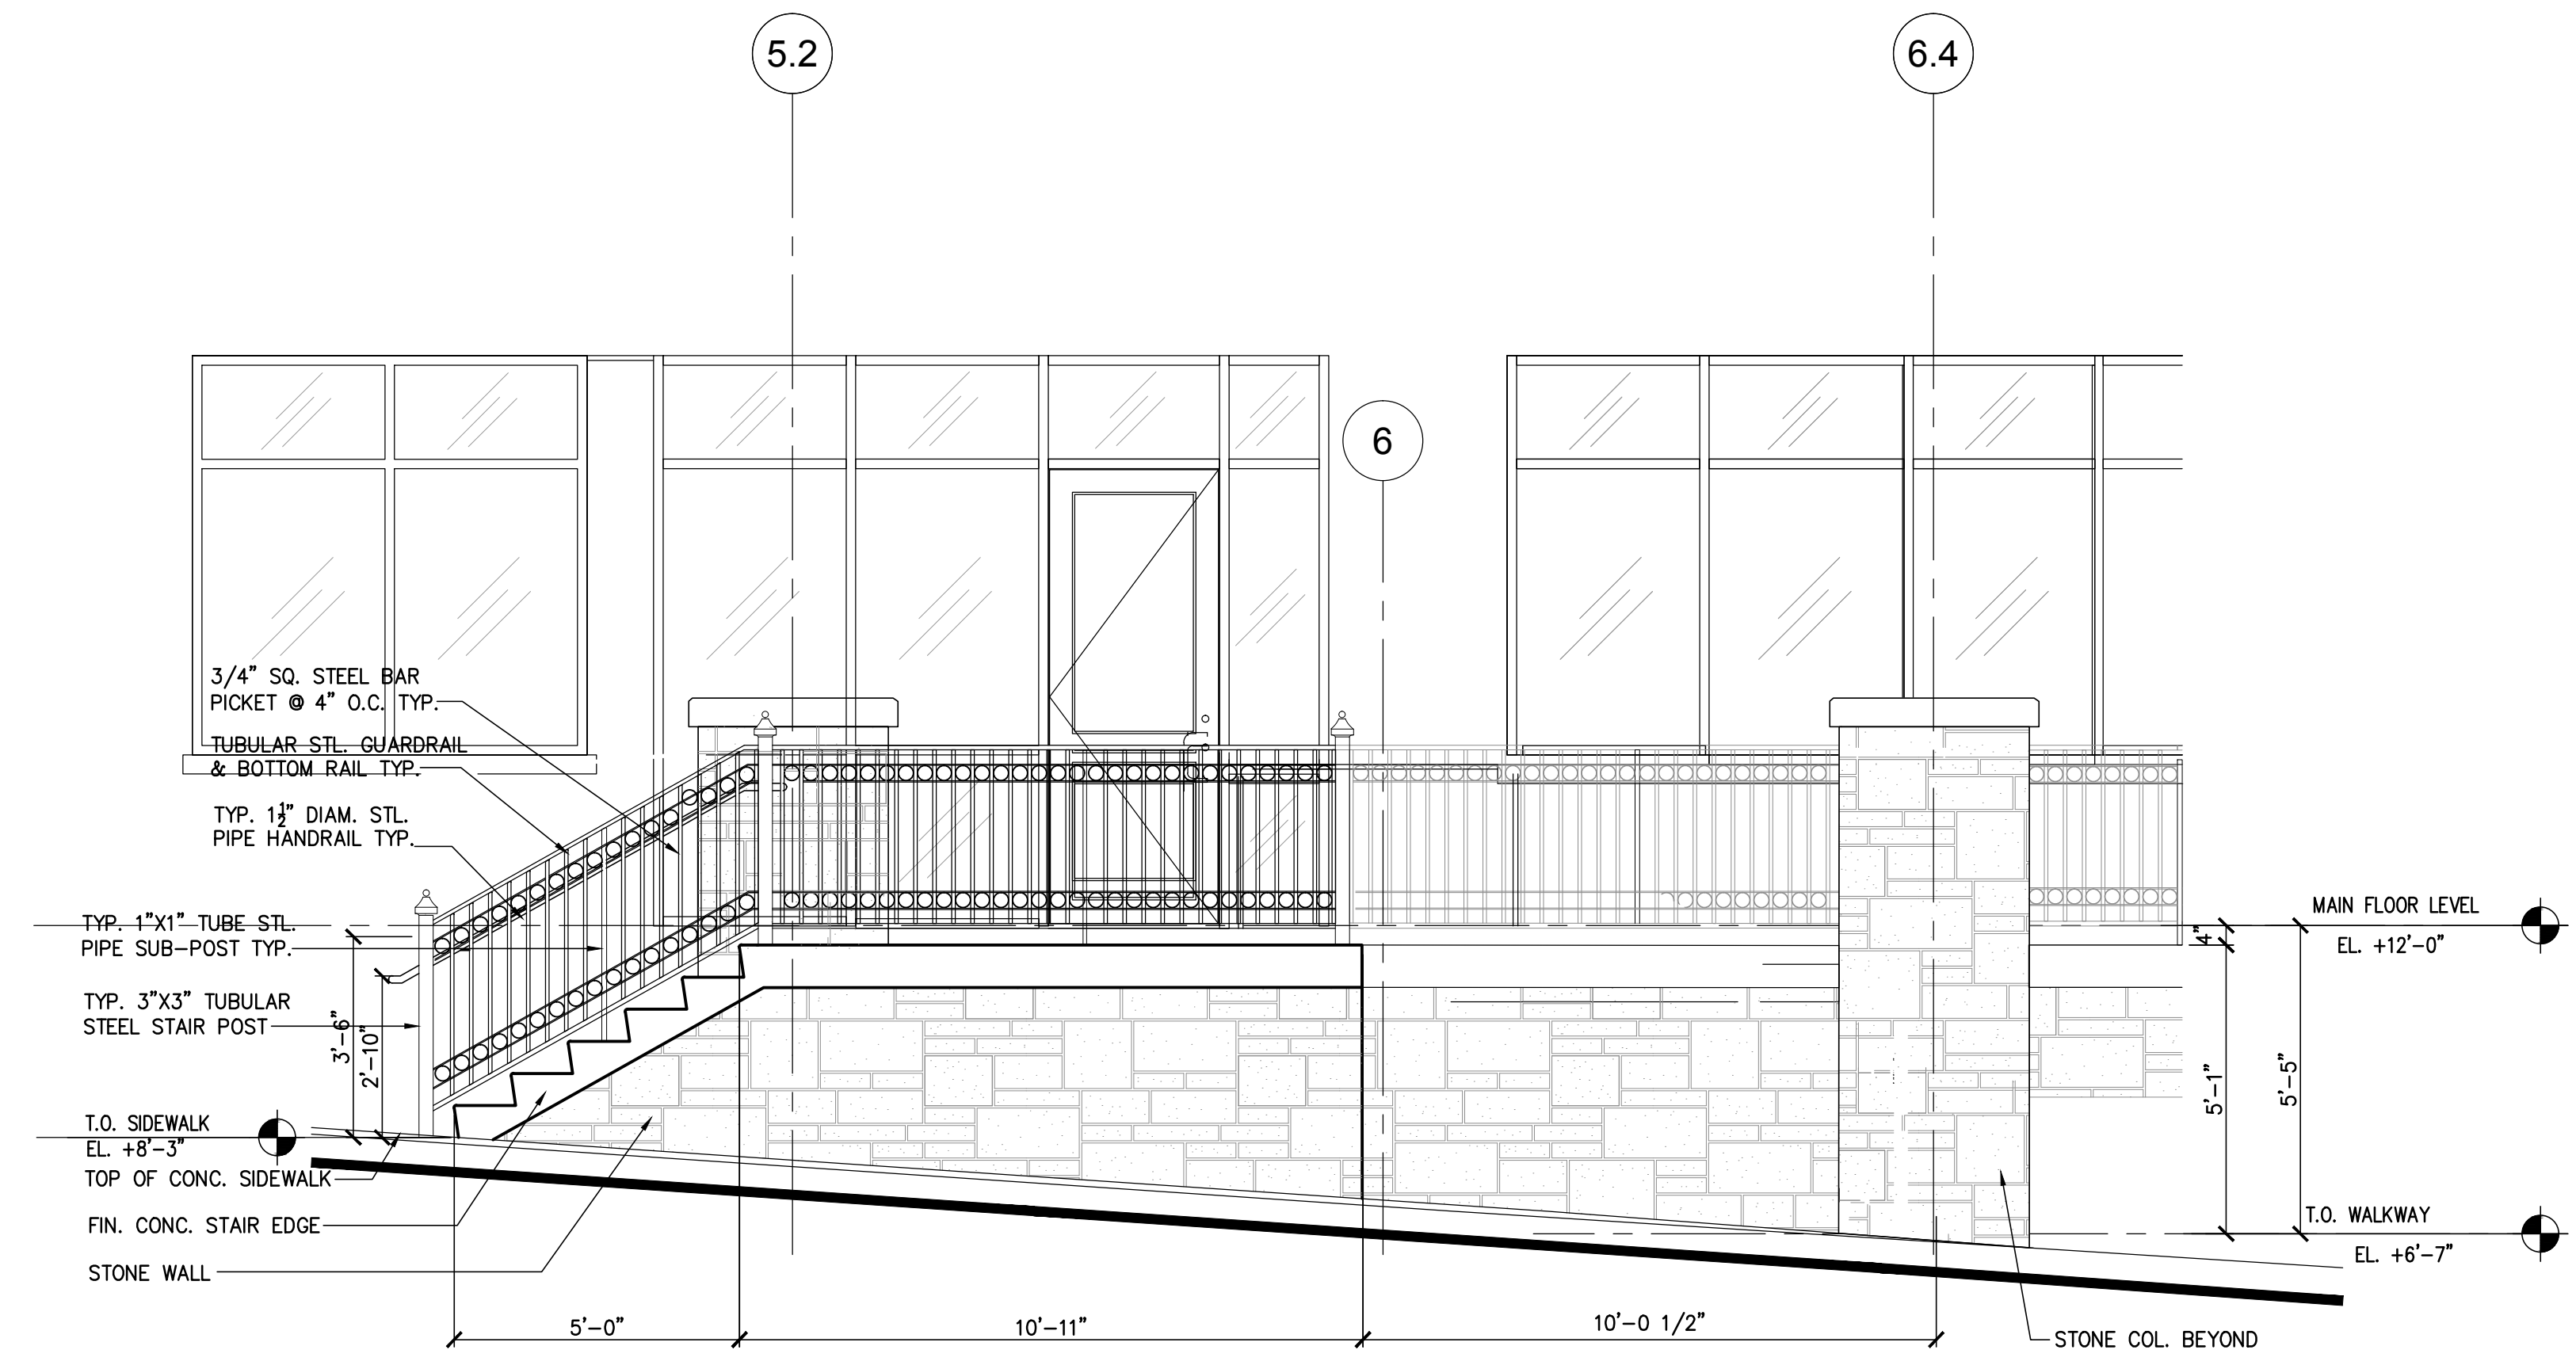 5.2
6.4
6
3/4” SQ. STEEL BAR
PICKET @ 4” O.C. TYP.
TUBULAR STL. GUARDRAIL
& BOTTOM RAIL TYP.
TYP. 1½” DIAM. STL.
PIPE HANDRAIL TYP.
TYP. 1”X1” TUBE STL.
PIPE SUB-POST TYP.
TYP. 3”X3” TUBULAR
STEEL STAIR POST
3’-6”
2’-10”
T.O. SIDEWALK
EL. +8’-3”
TOP OF CONC. SIDEWALK
FIN. CONC. STAIR EDGE
STONE WALL
5’-0”
10’-11”
10’-0 1/2”
STONE COL. BEYOND
MAIN FLOOR LEVEL
EL. +12’-0”
4”
5’-1”
5’-5”
T.O. WALKWAY
EL. +6’-7”